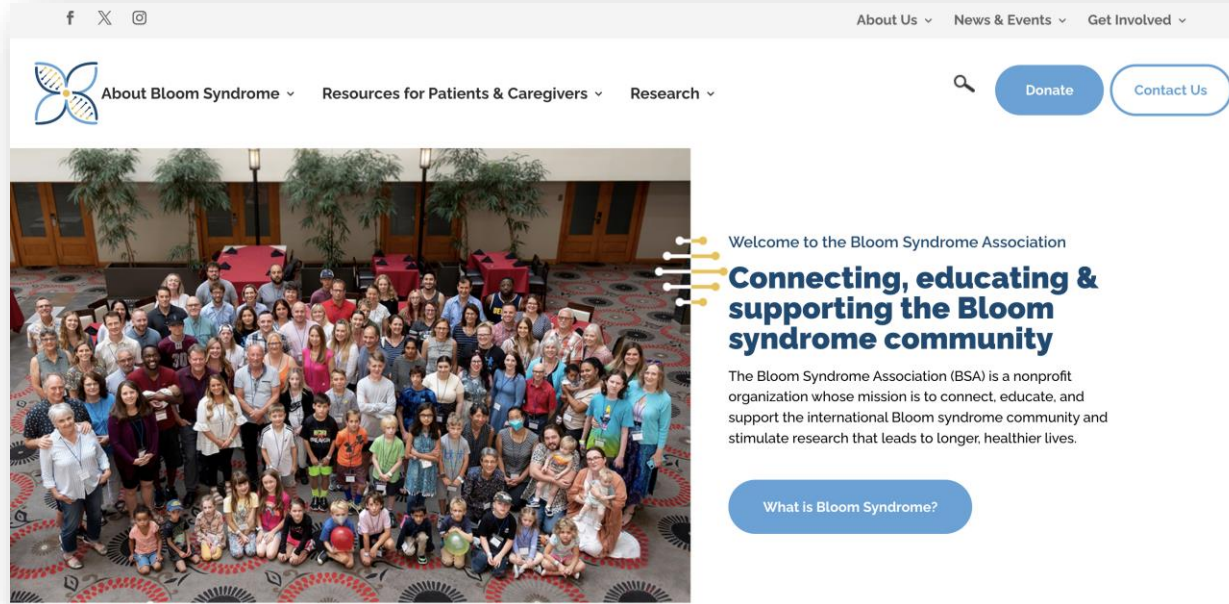 About Us
News & Events
Get Involved
About Bloom Syndrome
Resources for Patients & Caregivers
Research
Donate
Contact Us
Welcome to the Bloom Syndrome Association
Connecting, educating &
supporting the Bloom
syndrome community
The Bloom Syndrome Association (BSA) is a nonprofit
organization whose mission is to connect, educate, and
support the international Bloom syndrome community and
stimulate research that leads to longer, healthier lives.
What is Bloom Syndrome?